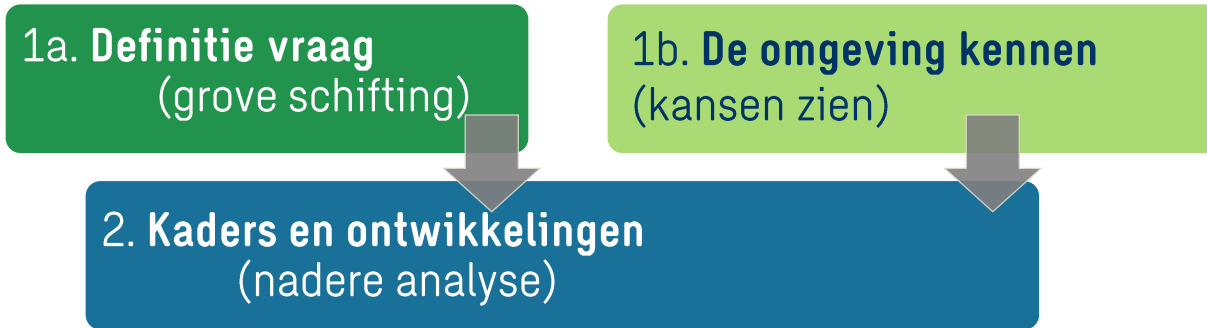 1a. Definitie vraag
(grove schifting)
1b. De omgeving kennen
(kansen zien)
2. Kaders en ontwikkelingen
(nadere analyse)